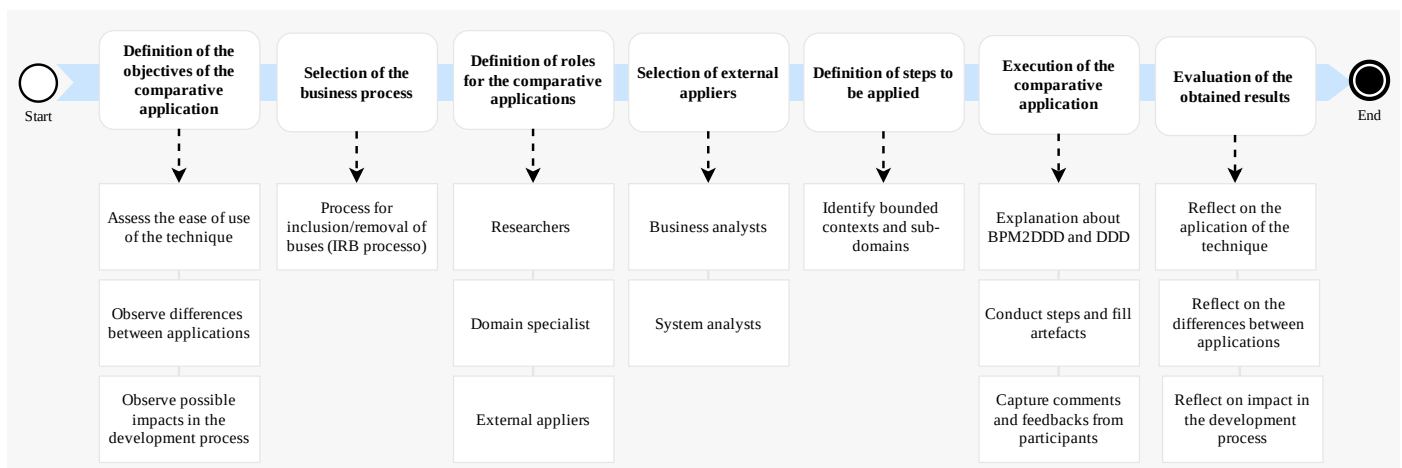 Start
Definition of the
objectives of the
comparative
application
Selection of the
business process
Definition of roles
for the comparative
applications
Selection of external
appliers
Definition of steps to
be applied
Execution of the
comparative
application
Evaluation of the
obtained results
End
Assess the ease of use
of the technique
Observe differences
between applications
Observe possible
impacts in the
development process
Process for
inclusion/removal of
buses (IRB processo)
Researchers
Domain specialist
External appliers
Business analysts
System analysts
Identify bounded
contexts and sub-
domains
Explanation about
BPM2DDD and DDD
Conduct steps and fill
artefacts
Capture comments
and feedbacks from
participants
Reflect on the
aplication of the
technique
Reflect on the
differences between
applications
Reflect on impact in
the development
process